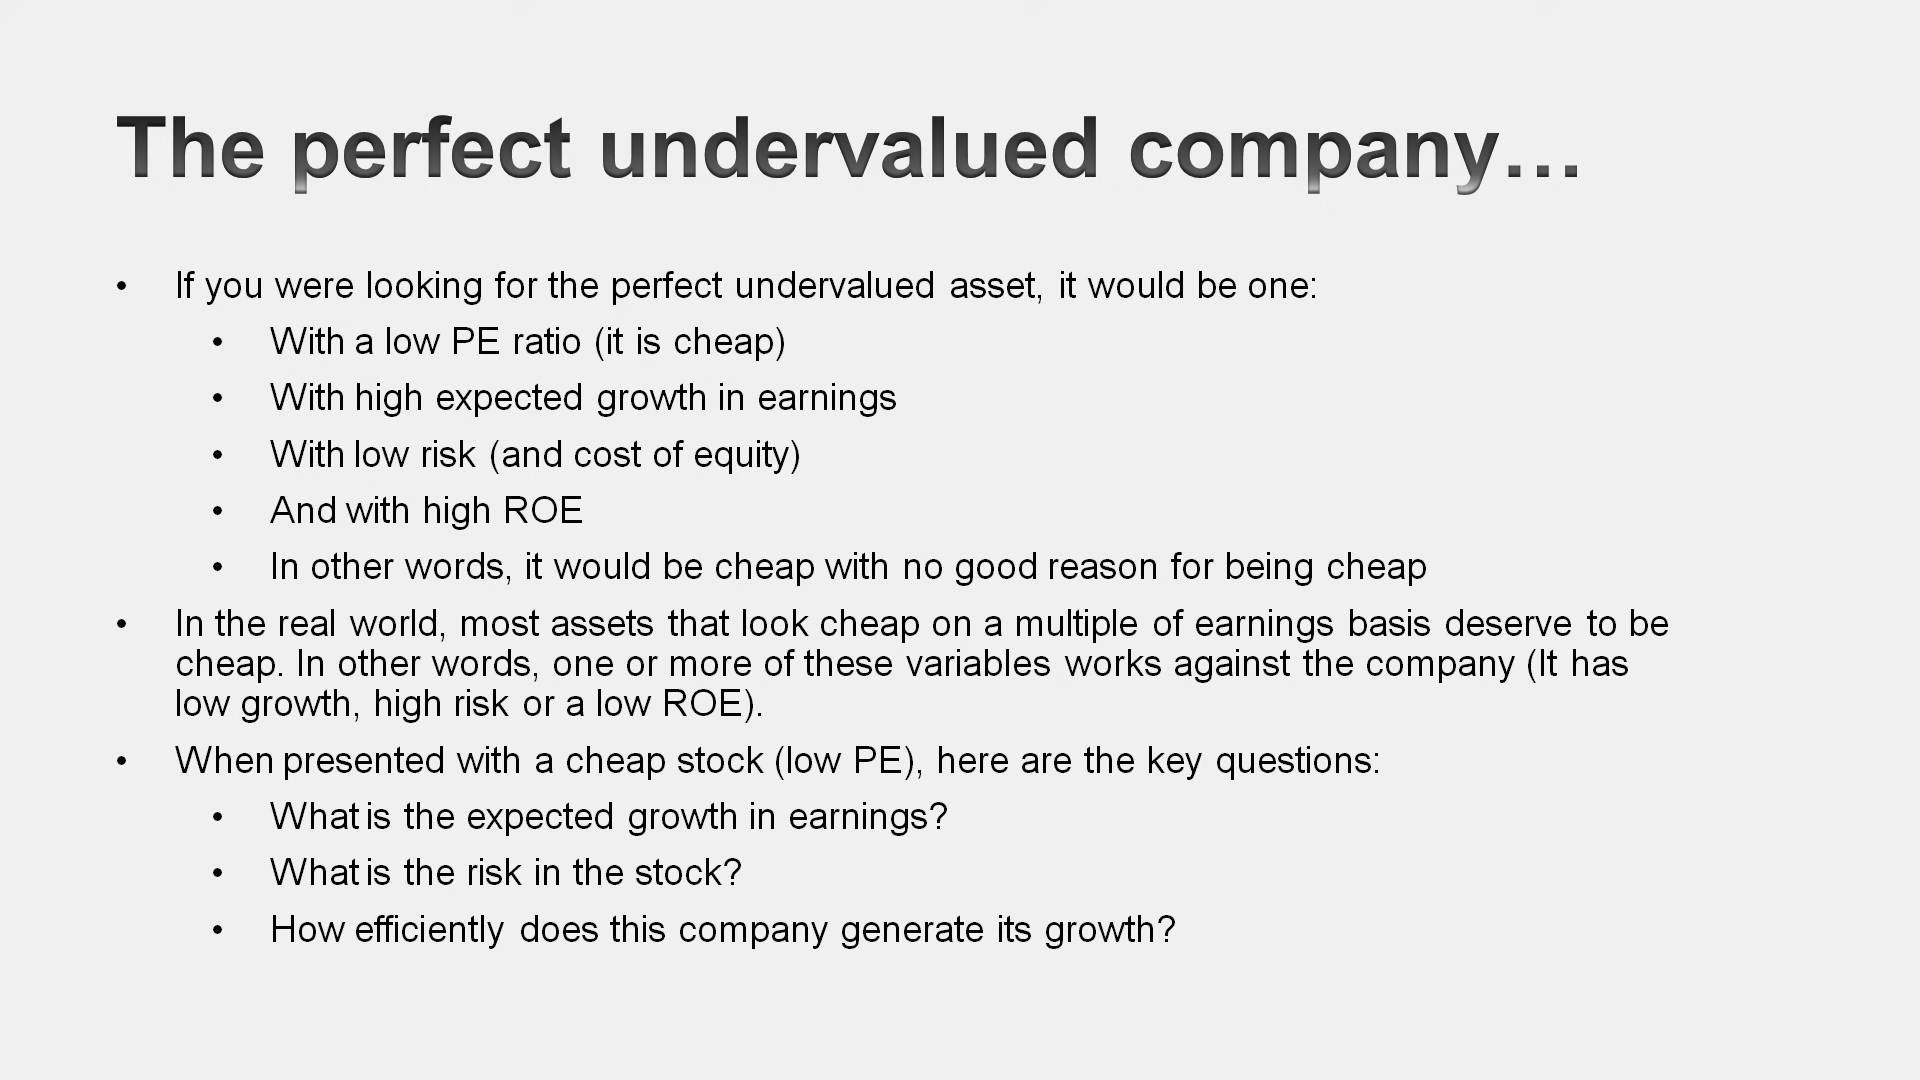 The perfect undervalued company…
• If you were looking for the perfect undervalued asset, it would be one:
• With a low PE ratio (it is cheap)
• With high expected growth in earnings
• With low risk (and cost of equity)
• And with high ROE
• In other words, it would be cheap with no good reason for being cheap
• In the real world, most assets that look cheap on a multiple of earnings basis deserve to be
cheap. In other words, one or more of these variables works against the company (It has
low growth, high risk or a low ROE).
• When presented with a cheap stock (low PE), here are the key questions:
• What is the expected growth in earnings?
• What is the risk in the stock?
• How efficiently does this company generate its growth?